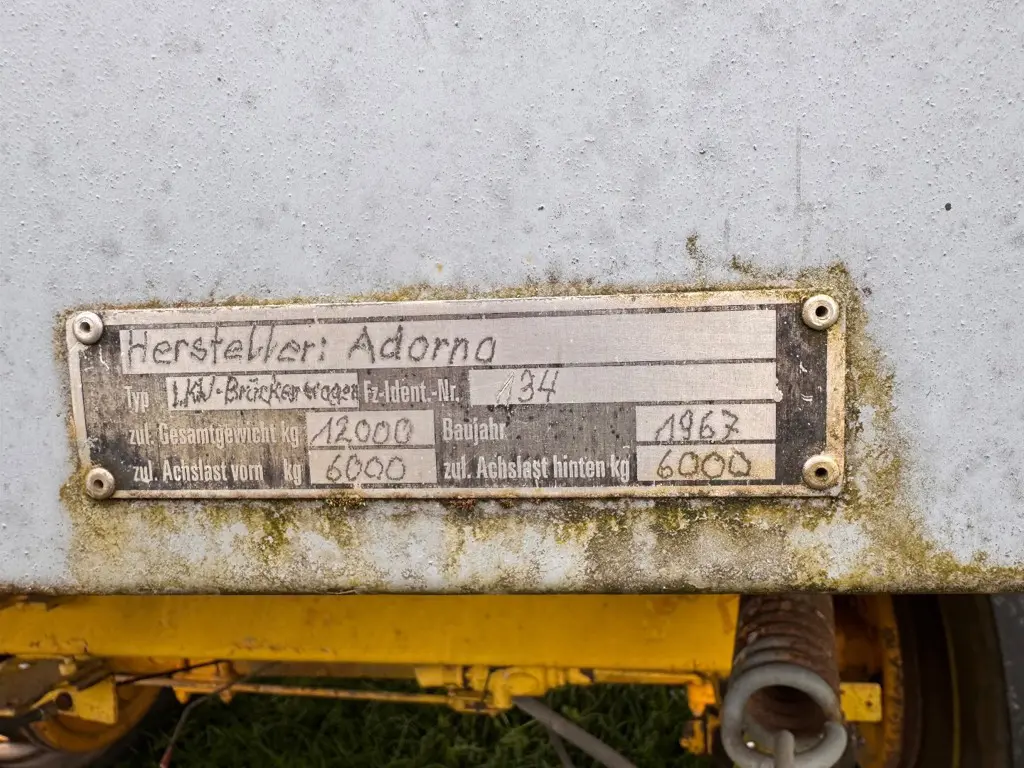 Hersteller: Adorno
Typ LKW-Brückenwagen Fz-Ident.-Nr. 134
zul. Gesamtgewicht kg 12000 Baujahr 1967
zul. Achslast vorn kg 6000 zul. Achslast hinten kg 6000